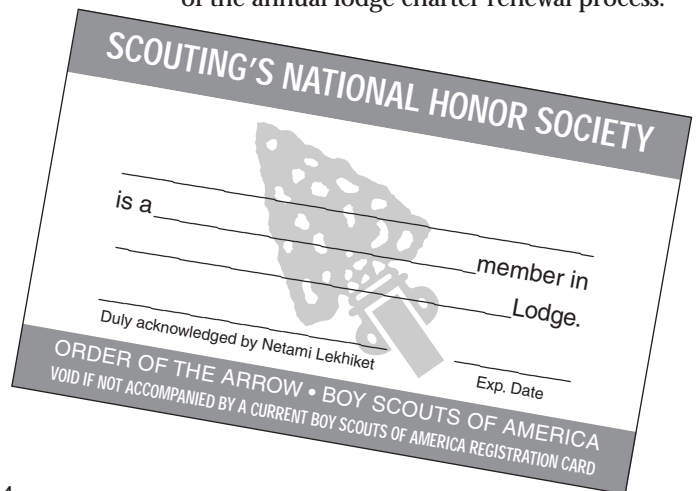 of the annual lodge charter renewal process.
SCOUTING'S NATIONAL HONOR SOCIETY
is a member in
Lodge.
Duly acknowledged by Netami Lekhiket
Exp. Date
ORDER OF THE ARROW • BOY SCOUTS OF AMERICA
VOID IF NOT ACCOMPANIED BY A CURRENT BOY SCOUTS OF AMERICA REGISTRATION CARD